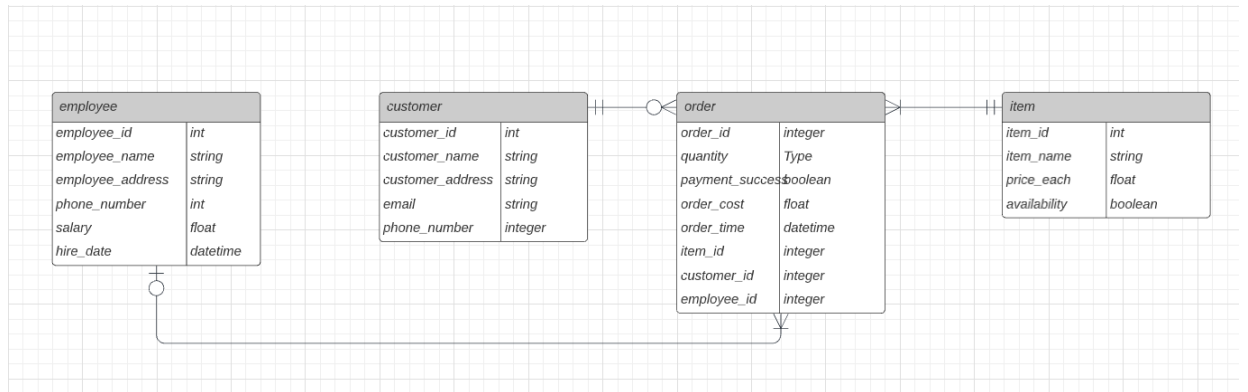 employee
employee_id int
employee_name string
employee_address string
phone_number int
salary float
hire_date datetime
customer
customer_id int
customer_name string
customer_address string
email string
phone_number integer
order
order_id integer
quantity Type
payment_success boolean
order_cost float
order_time datetime
item_id integer
customer_id integer
employee_id integer
item
item_id int
item_name string
price_each float
availability boolean